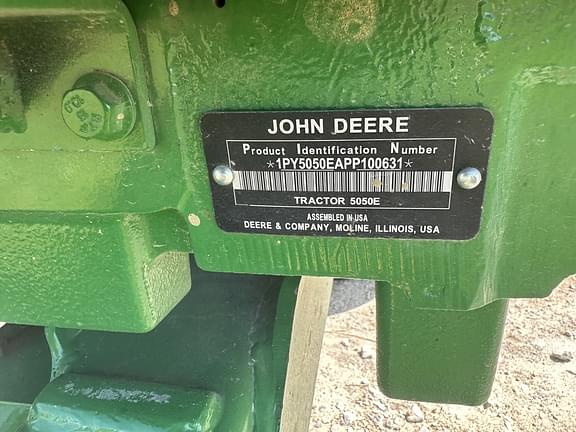 JOHN DEERE
Product Identification Number
*1PY5050EAPP100631*
TRACTOR 5050E
ASSEMBLED IN USA
DEERE & COMPANY, MOLINE, ILLINOIS, USA